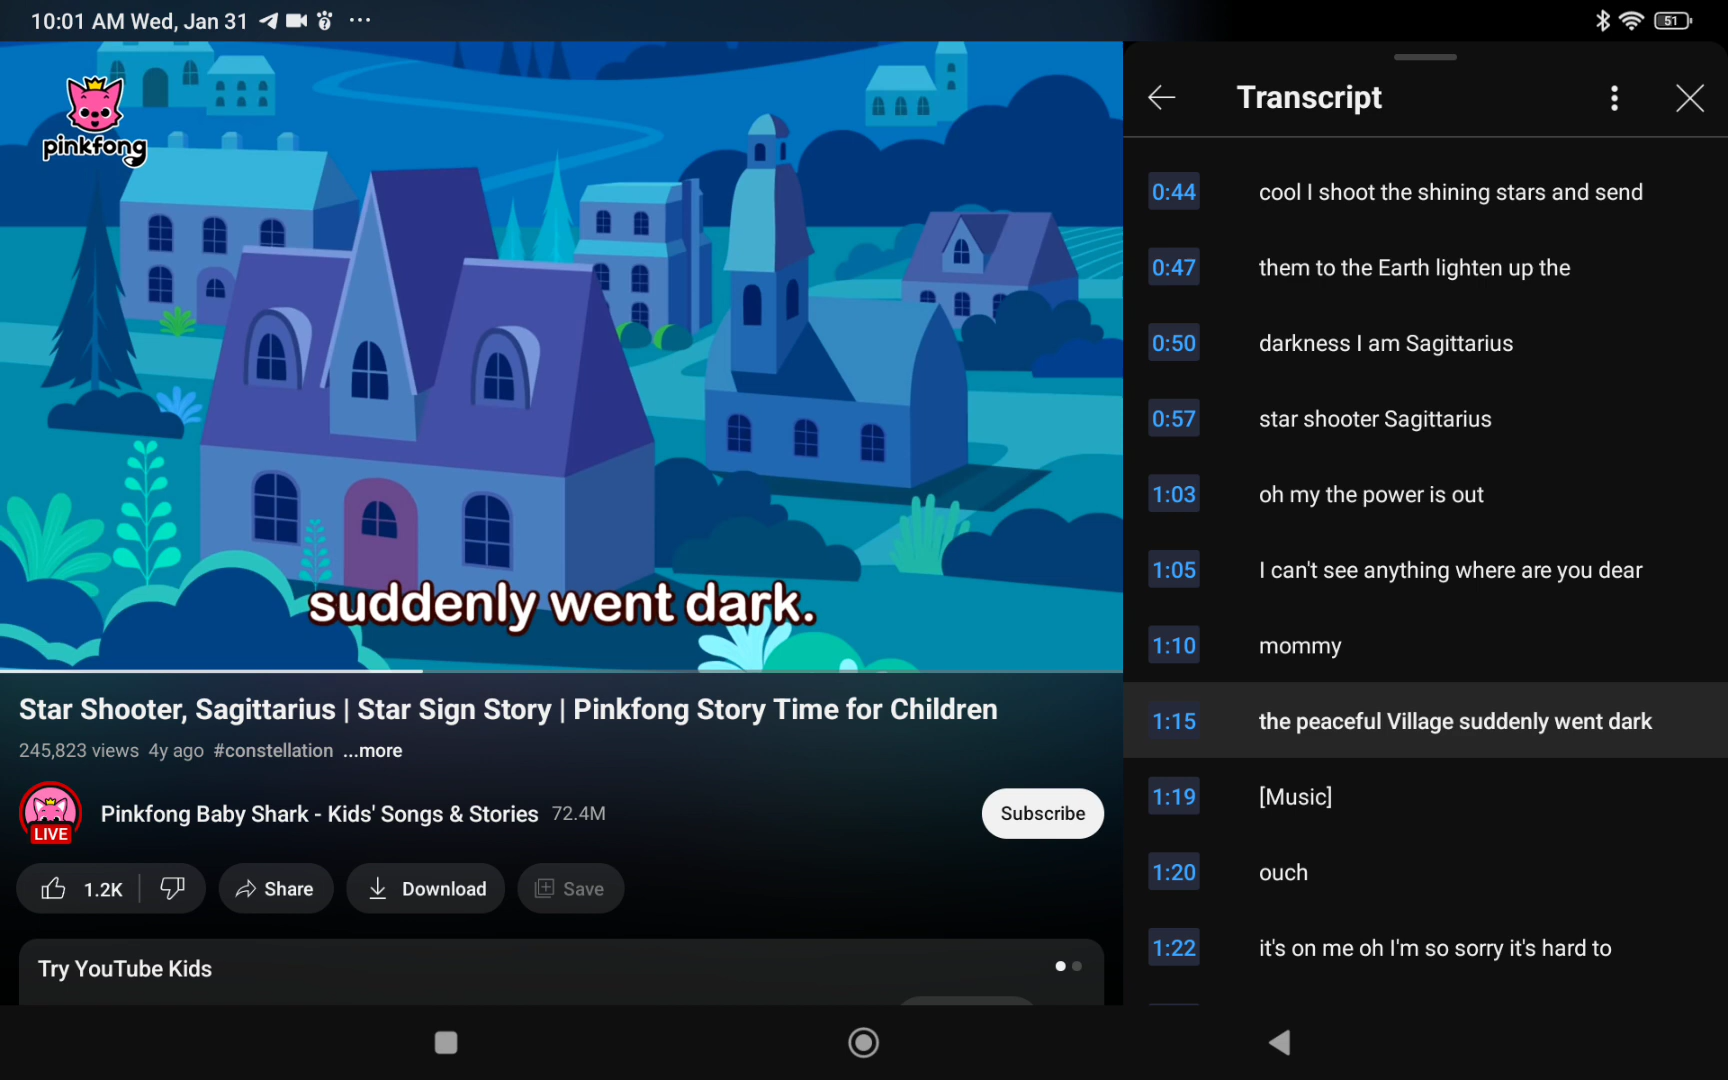 10:01 AM Wed, Jan 31
51
pinkfong
suddenly went dark.
Star Shooter, Sagittarius | Star Sign Story | Pinkfong Story Time for Children
245,823 views 4y ago #constellation ...more
LIVE
Pinkfong Baby Shark - Kids' Songs & Stories 72.4M
Subscribe
1.2K
Share
Download
Save
Try YouTube Kids
Transcript
0:44 cool I shoot the shining stars and send
0:47 them to the Earth lighten up the
0:50 darkness I am Sagittarius
0:57 star shooter Sagittarius
1:03 oh my the power is out
1:05 I can't see anything where are you dear
1:10 mommy
1:15 the peaceful Village suddenly went dark
1:19 [Music]
1:20 ouch
1:22 it's on me oh I'm so sorry it's hard to